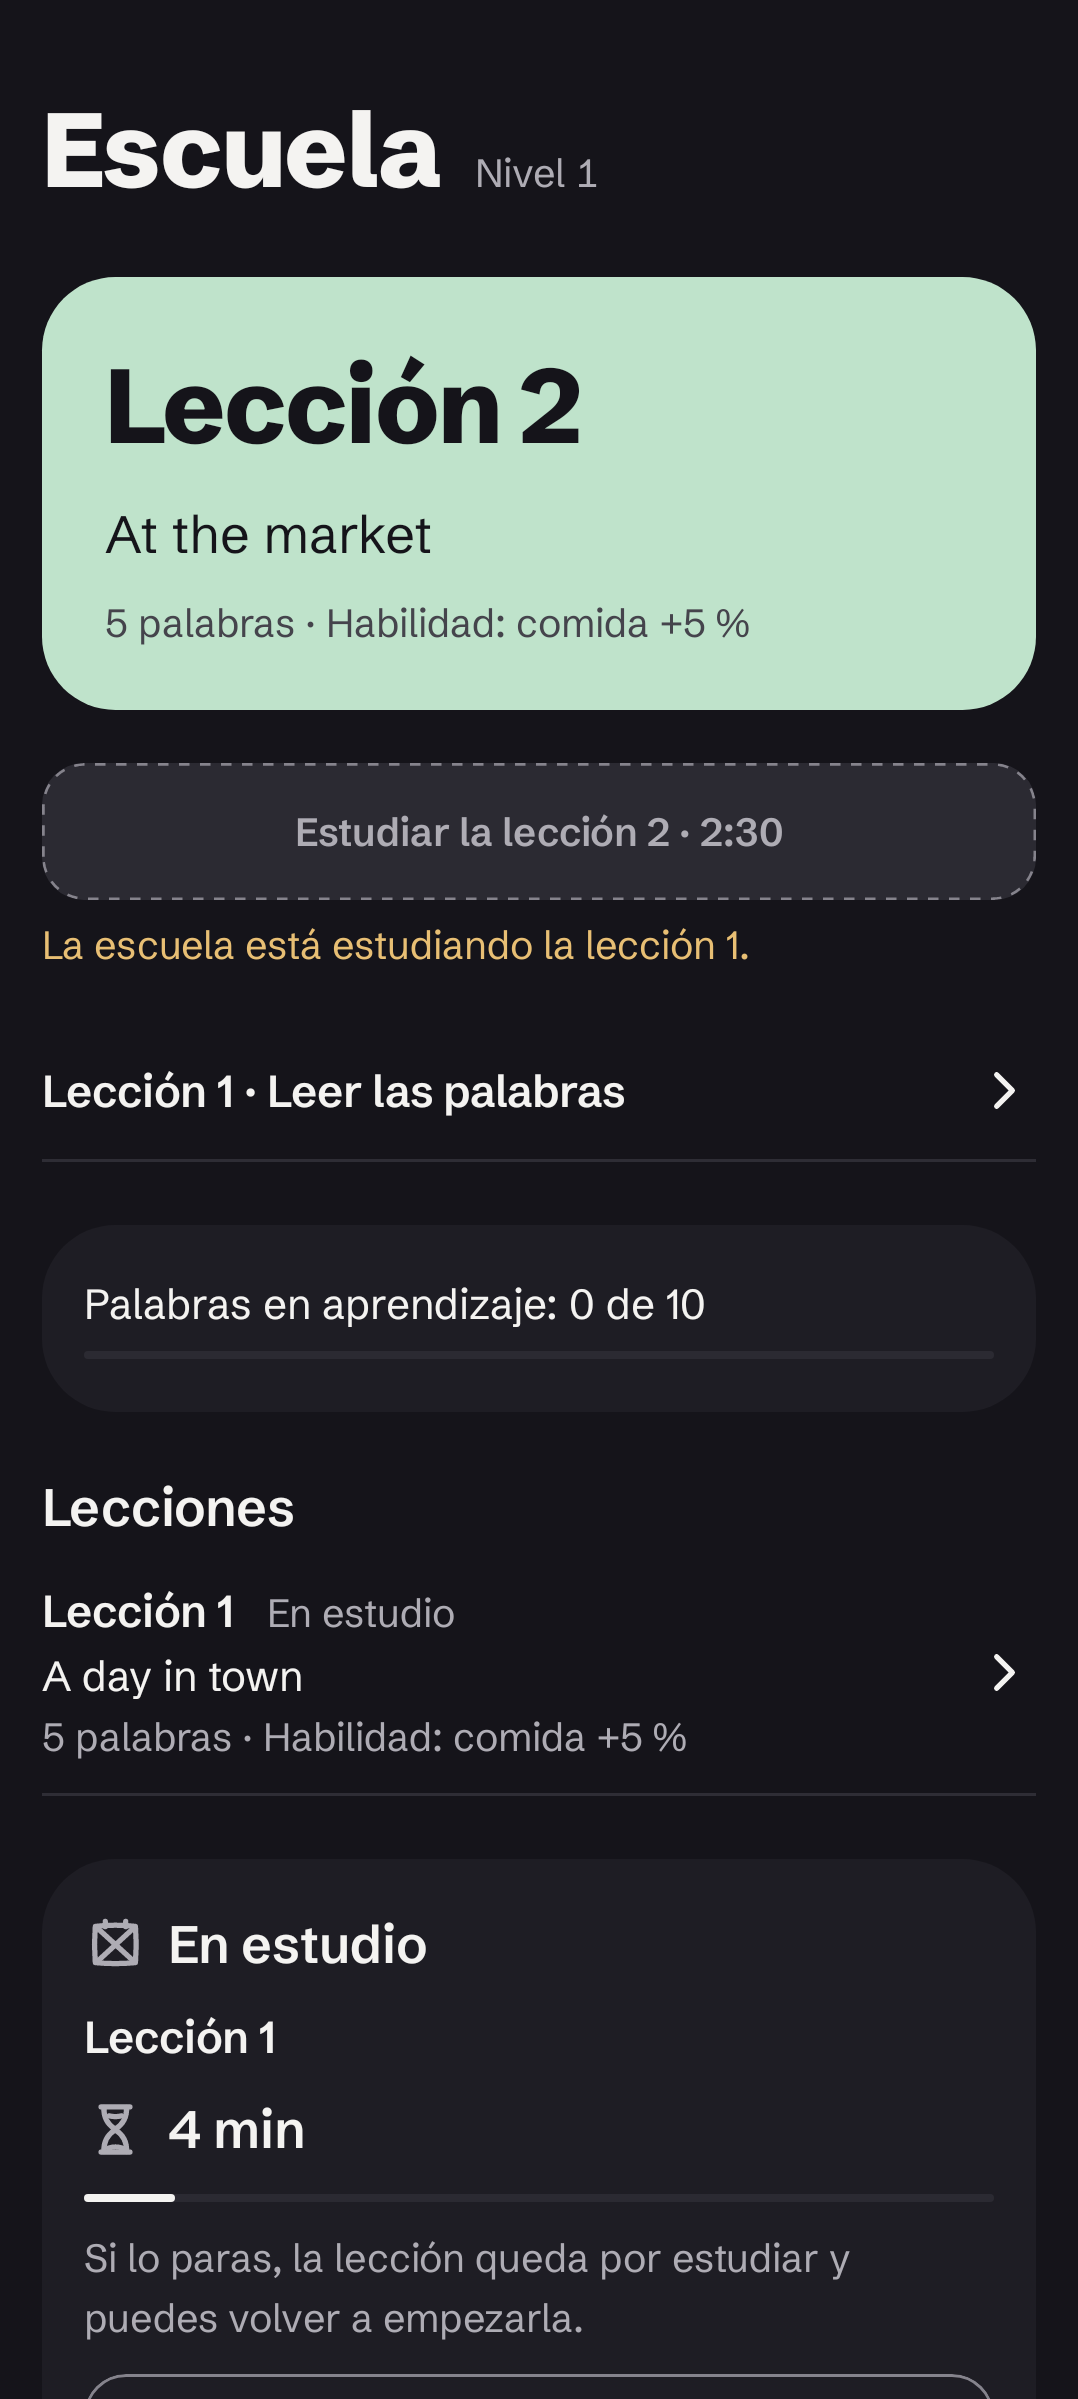 Escuela Nivel 1
Lección 2
At the market
5 palabras · Habilidad: comida +5 %
Estudiar la lección 2 · 2:30
La escuela está estudiando la lección 1.
Lección 1 · Leer las palabras
Palabras en aprendizaje: 0 de 10
Lecciones
Lección 1 En estudio
A day in town
5 palabras · Habilidad: comida +5 %
En estudio
Lección 1
4 min
Si lo paras, la lección queda por estudiar y
puedes volver a empezarla.